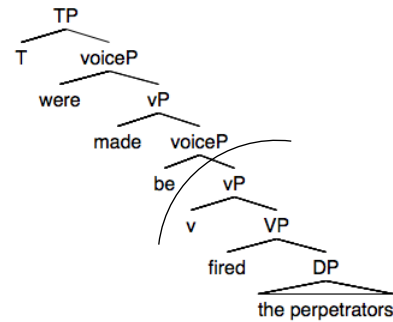 TP
T voiceP
were vP
made voiceP
be vP
v VP
fired DP
the perpetrators